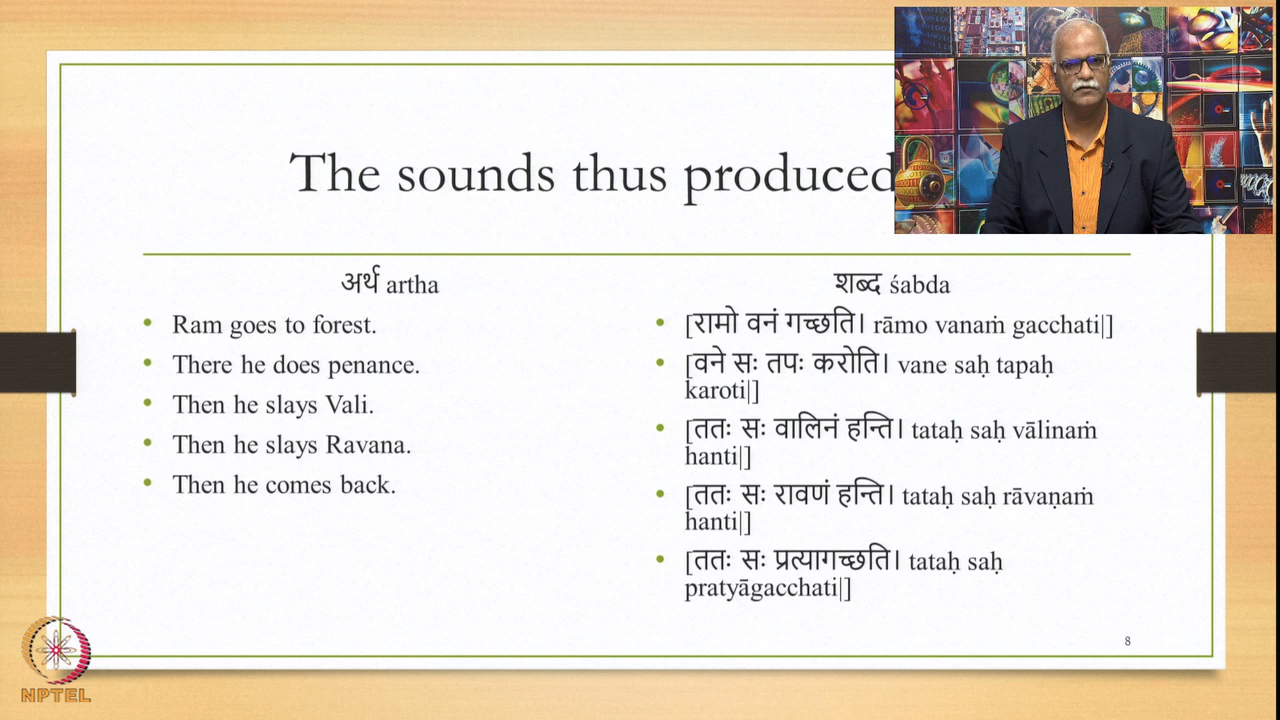 The sounds thus produced
अर्थ artha
Ram goes to forest.
There he does penance.
Then he slays Vali.
Then he slays Ravana.
Then he comes back.
शब्द śabda
[रामो वनं गच्छति। rāmo vanaṁ gacchati|]
[वने सः तपः करोति। vane saḥ tapaḥ
karoti|]
[ततः सः वालिनं हन्ति। tataḥ saḥ vālinaṁ
hanti|]
[ततः सः रावणं हन्ति। tataḥ saḥ rāvaṇaṁ
hanti|]
[ततः सः प्रत्यागच्छति। tataḥ saḥ
pratyāgacchati|]
8
NPTEL